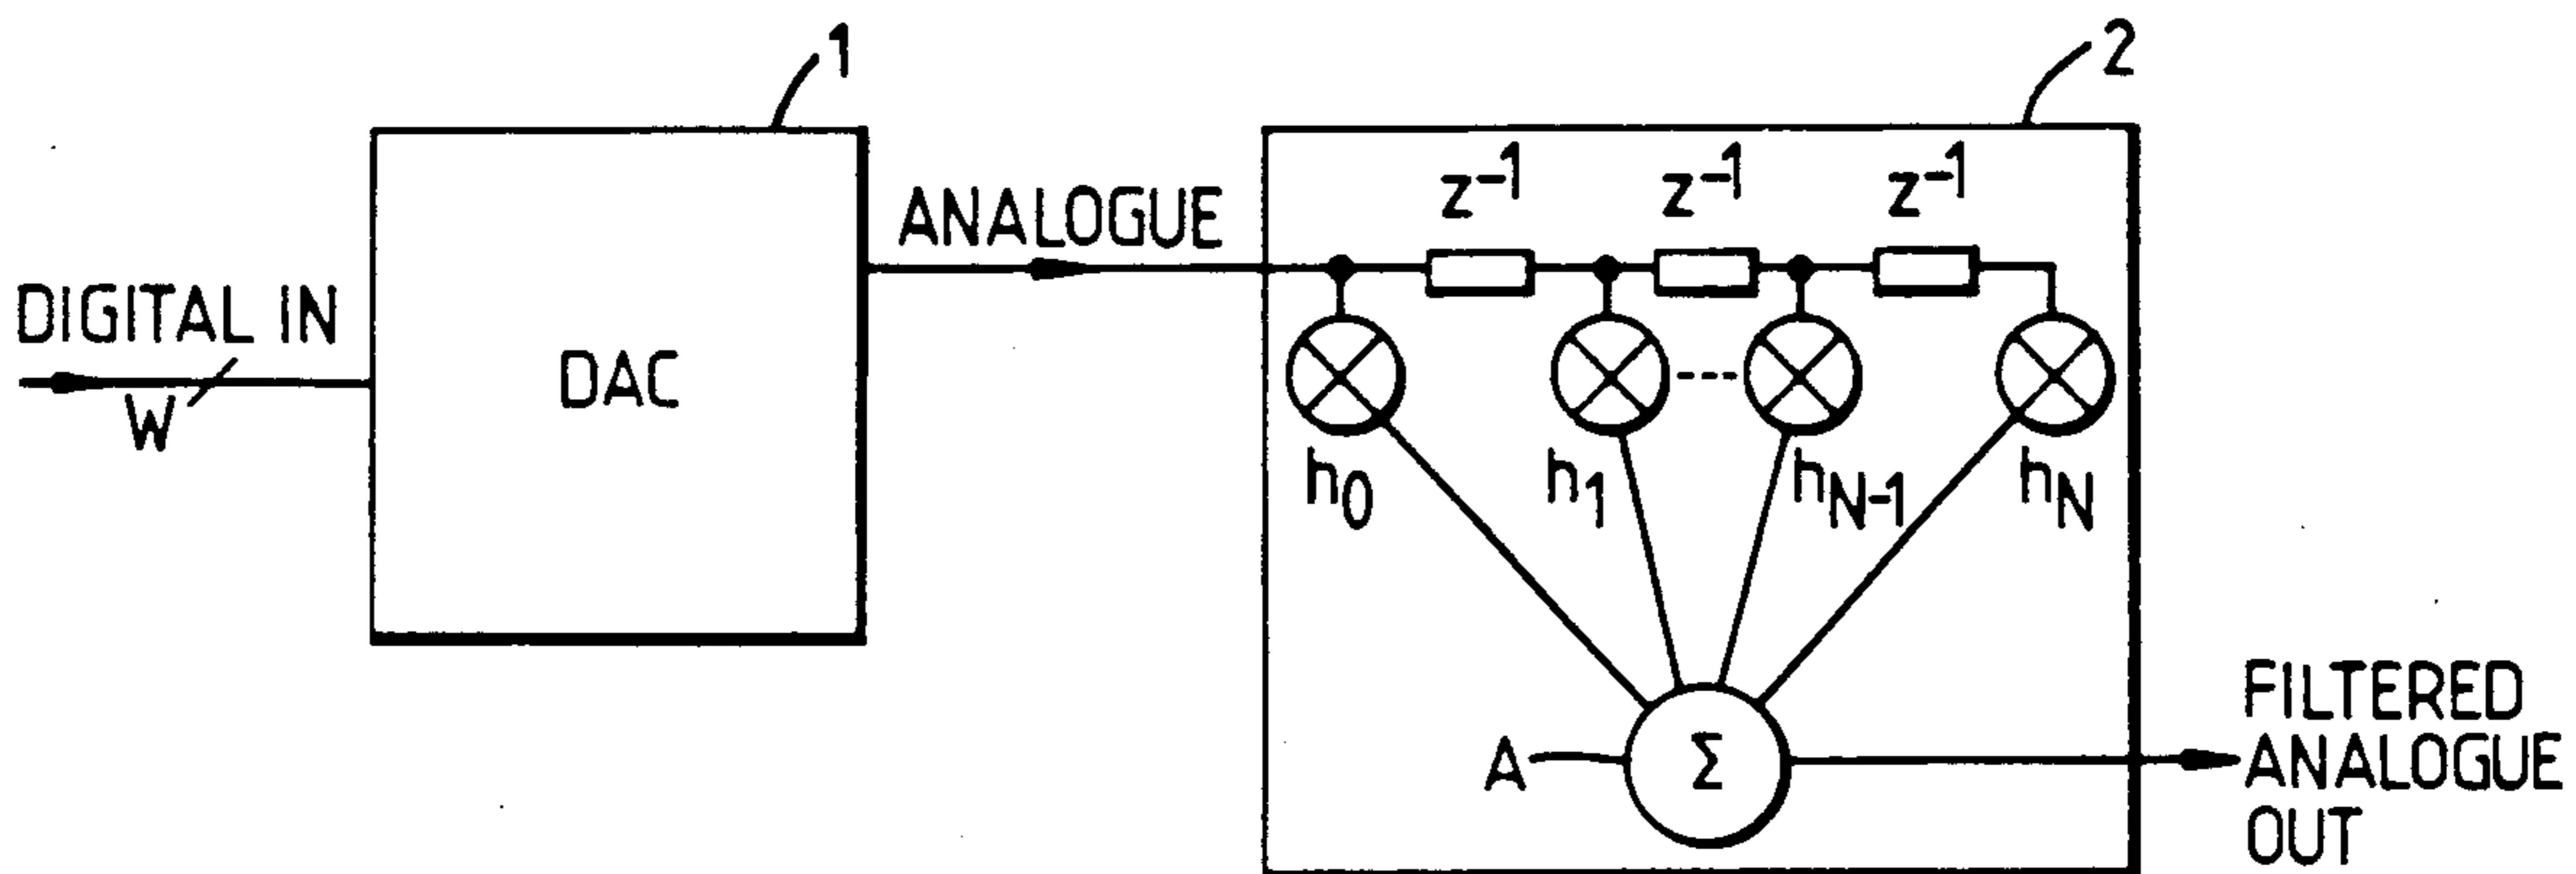 1
2
DIGITAL IN
W
DAC
ANALOGUE
z⁻¹ z⁻¹ z⁻¹
h₀ h₁ hN-1 hN
A
Σ
FILTERED
ANALOGUE
OUT